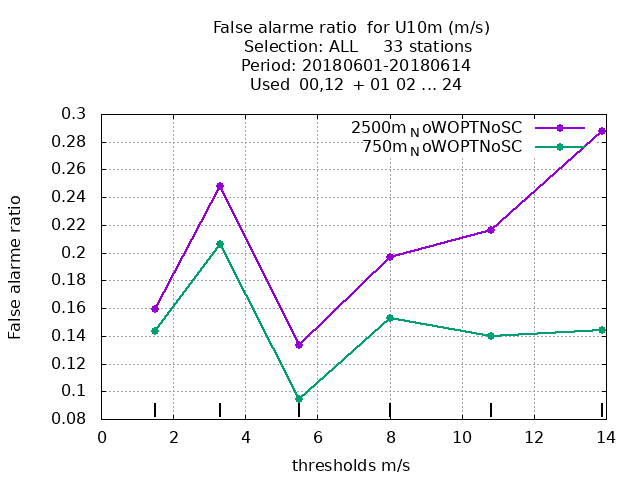 False alarme ratio  for U10m (m/s)
Selection: ALL     33 stations
Period: 20180601-20180614
Used  00,12  + 01 02 ... 24
2500m_NoWOPTNoSC
750m_NoWOPTNoSC
False alarme ratio
0.3
0.28
0.26
0.24
0.22
0.2
0.18
0.16
0.14
0.12
0.1
0.08
0 2 4 6 8 10 12 14
thresholds m/s